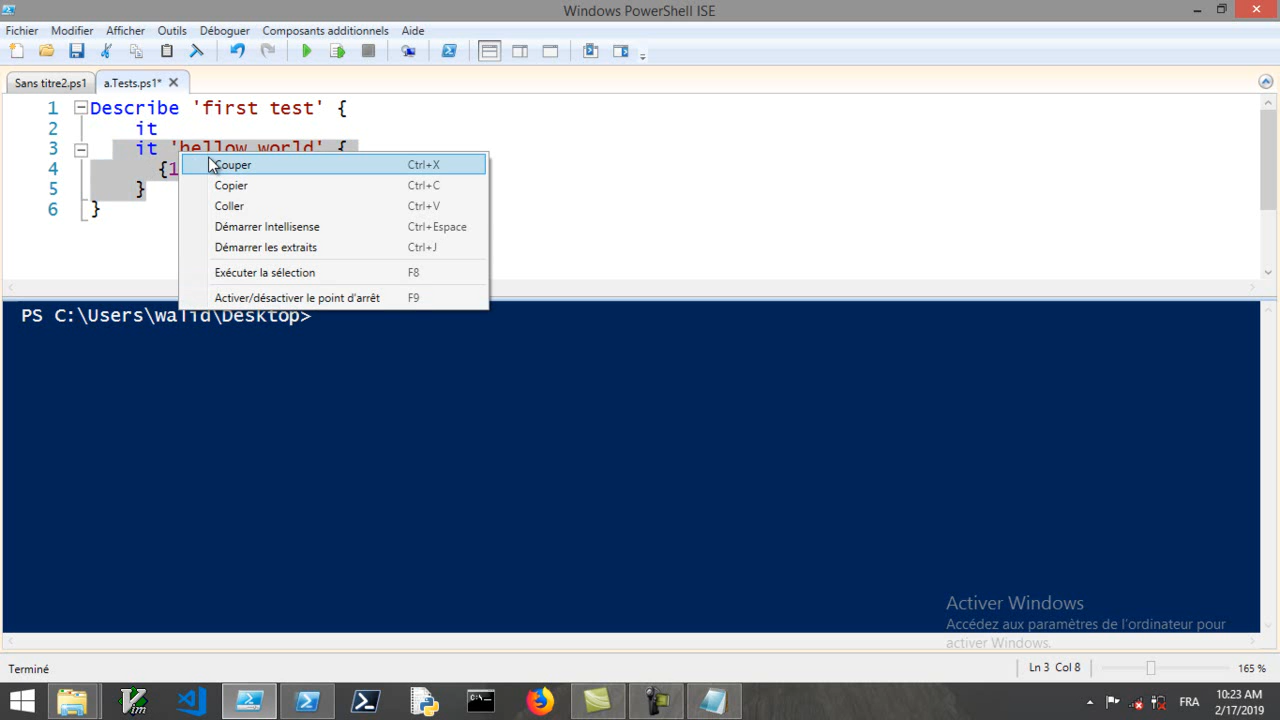 Windows PowerShell ISE
Fichier Modifier Afficher Outils Déboguer Composants additionnels Aide
Sans titre2.ps1 a.Tests.ps1*
1 Describe 'first test' {
2 it
3 it 'hellow world' {
4 {1
5 }
6 }
Couper Ctrl+X
Copier Ctrl+C
Coller Ctrl+V
Démarrer Intellisense Ctrl+Espace
Démarrer les extraits Ctrl+J
Exécuter la sélection F8
Activer/désactiver le point d'arrêt F9
PS C:\Users\walid\Desktop>
Activer Windows
Accédez aux paramètres de l'ordinateur pour
activer Windows.
Terminé Ln 3 Col 8 165 %
FRA 10:23 AM
2/17/2019